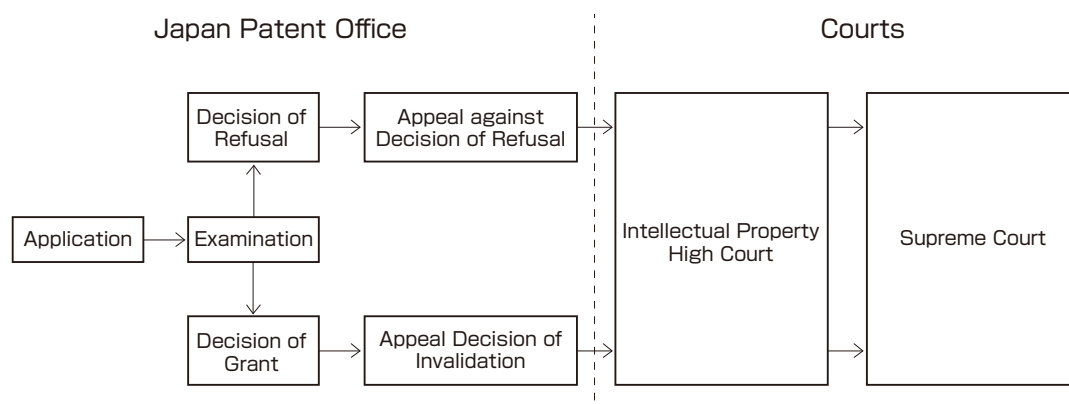 Japan Patent Office
Courts
Decision of
Refusal
Appeal against
Decision of Refusal
Application
Examination
Intellectual Property
High Court
Supreme Court
Decision of
Grant
Appeal Decision of
Invalidation